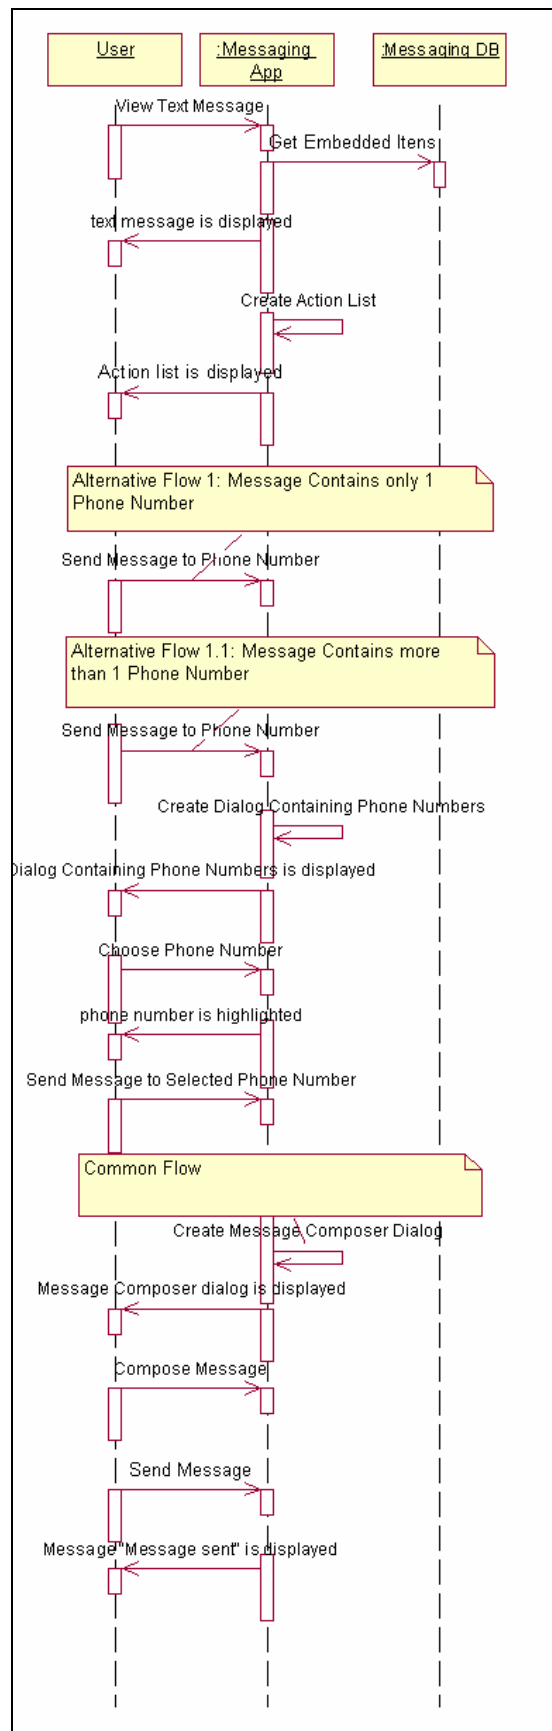 User
:Messaging
App
:Messaging DB
View Text Message
Get Embedded Itens
text message is displayed
Create Action List
Action list is displayed
Alternative Flow 1: Message Contains only 1
Phone Number
Send Message to Phone Number
Alternative Flow 1.1: Message Contains more
than 1 Phone Number
Send Message to Phone Number
Create Dialog Containing Phone Numbers
Dialog Containing Phone Numbers is displayed
Choose Phone Number
phone number is highlighted
Send Message to Selected Phone Number
Common Flow
Create Message Composer Dialog
Message Composer dialog is displayed
Compose Message
Send Message
Message "Message sent" is displayed